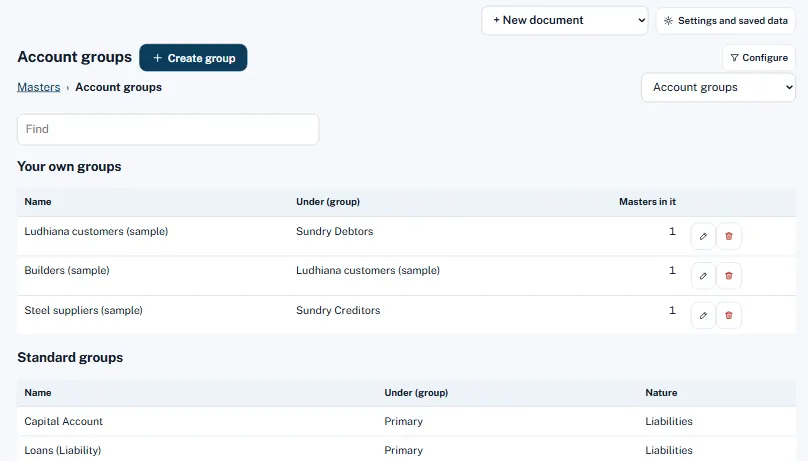 + New document
Settings and saved data
Account groups
+ Create group
Configure
Masters › Account groups
Account groups
Find
Your own groups
Name Under (group) Masters in it
Ludhiana customers (sample) Sundry Debtors 1
Builders (sample) Ludhiana customers (sample) 1
Steel suppliers (sample) Sundry Creditors 1
Standard groups
Name Under (group) Nature
Capital Account Primary Liabilities
Loans (Liability) Primary Liabilities